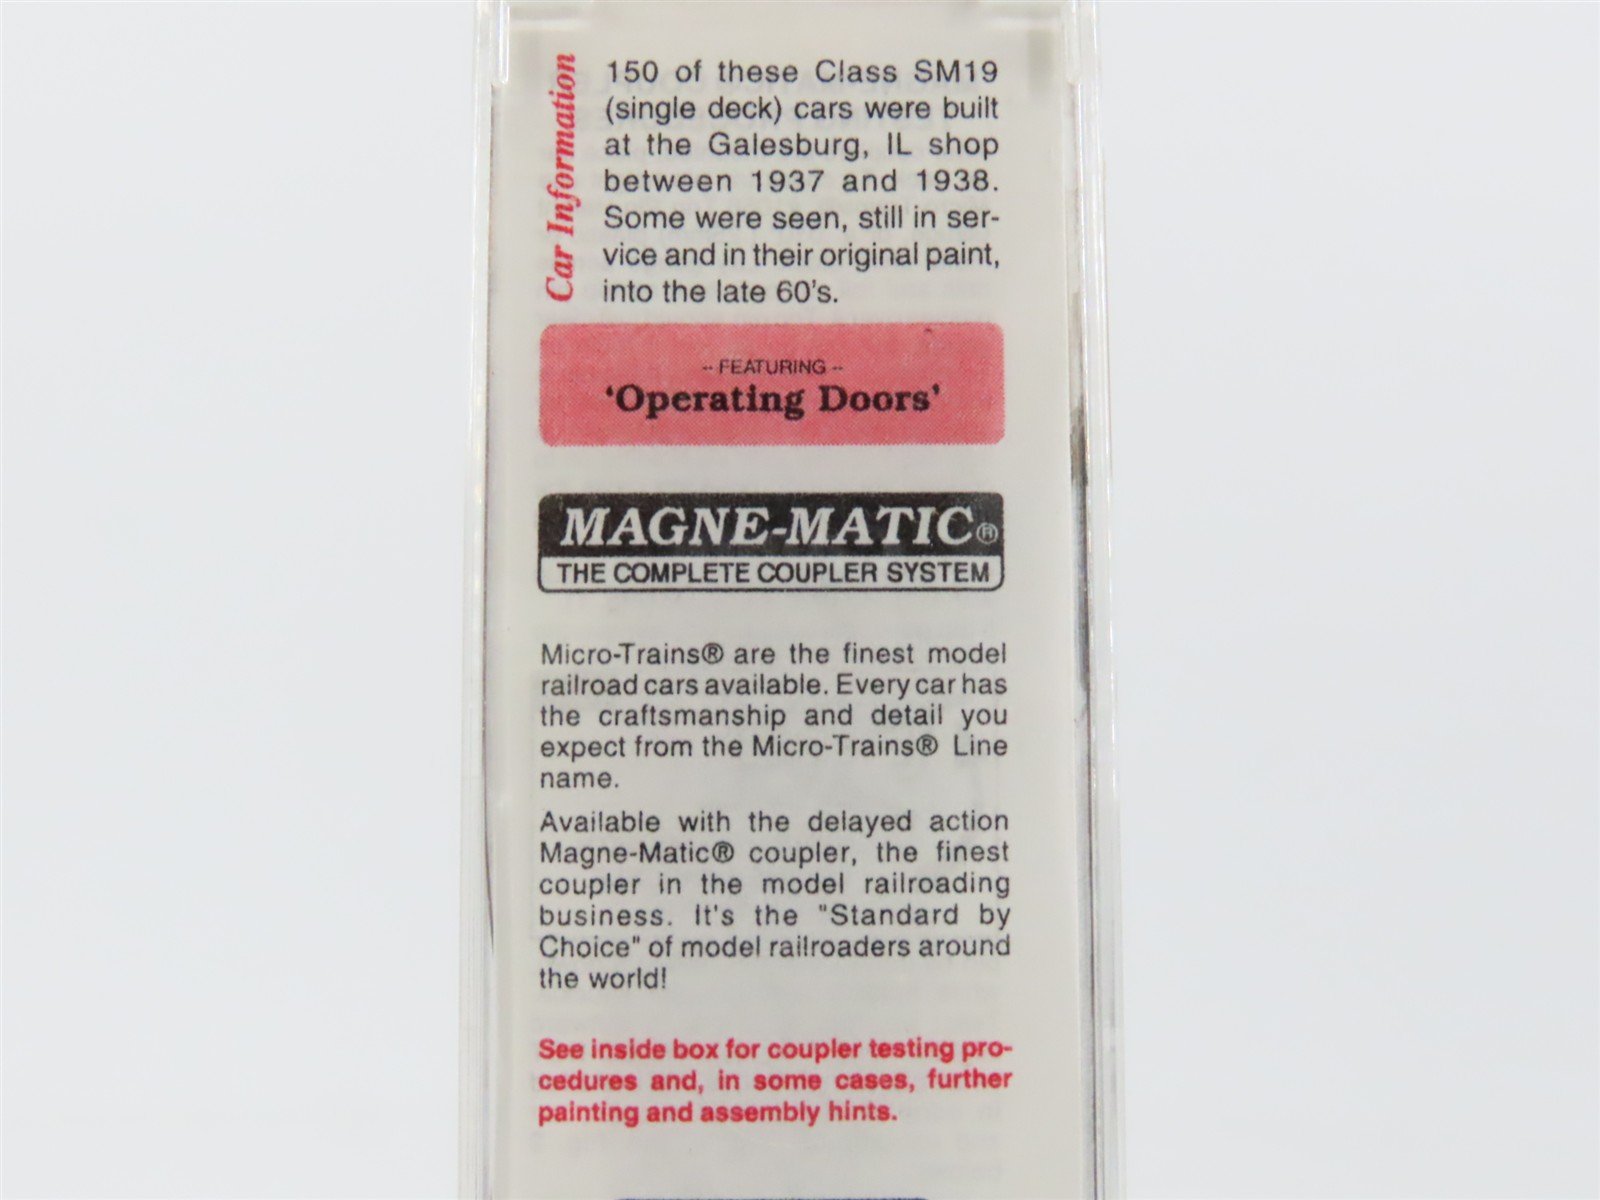 Car Information
150 of these Class SM19
(single deck) cars were built
at the Galesburg, IL shop
between 1937 and 1938.
Some were seen, still in ser-
vice and in their original paint,
into the late 60's.
-- FEATURING --
'Operating Doors'
MAGNE-MATIC®
THE COMPLETE COUPLER SYSTEM
Micro-Trains® are the finest model
railroad cars available. Every car has
the craftsmanship and detail you
expect from the Micro-Trains® Line
name.
Available with the delayed action
Magne-Matic® coupler, the finest
coupler in the model railroading
business. It's the "Standard by
Choice" of model railroaders around
the world!
See inside box for coupler testing pro-
cedures and, in some cases, further
painting and assembly hints.